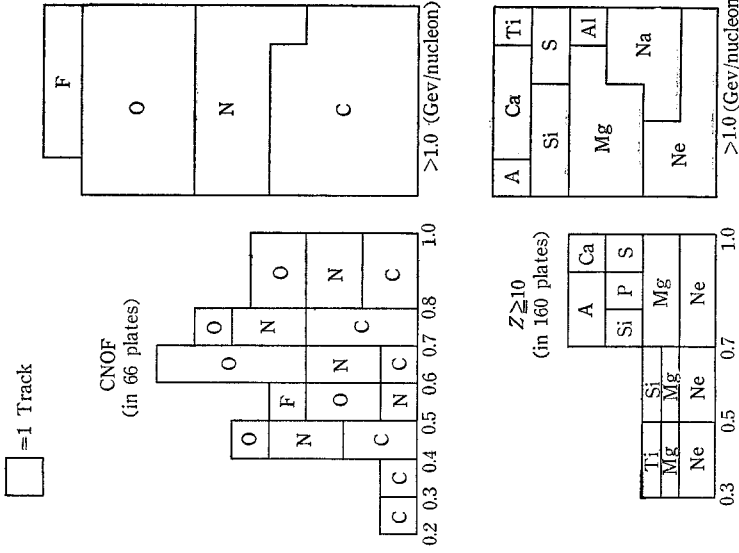 =1 Track
CNOF
(in 66 plates)
O
O
O
F
O
O
N
F
N
N
O
N
N
O
N
C
C
C
N
C
C
C
C
0.2 0.3 0.4 0.5 0.6 0.7 0.8 1.0
>1.0 (Gev/nucleon)
Z≧10
(in 160 plates)
A Ca
Si P S
Ti Si Mg
Mg Mg
Ne Ne Ne
0.3 0.5 0.7 1.0
A Ca Ti
Si S
Mg Al
Na
Ne
>1.0 (Gev/nucleon